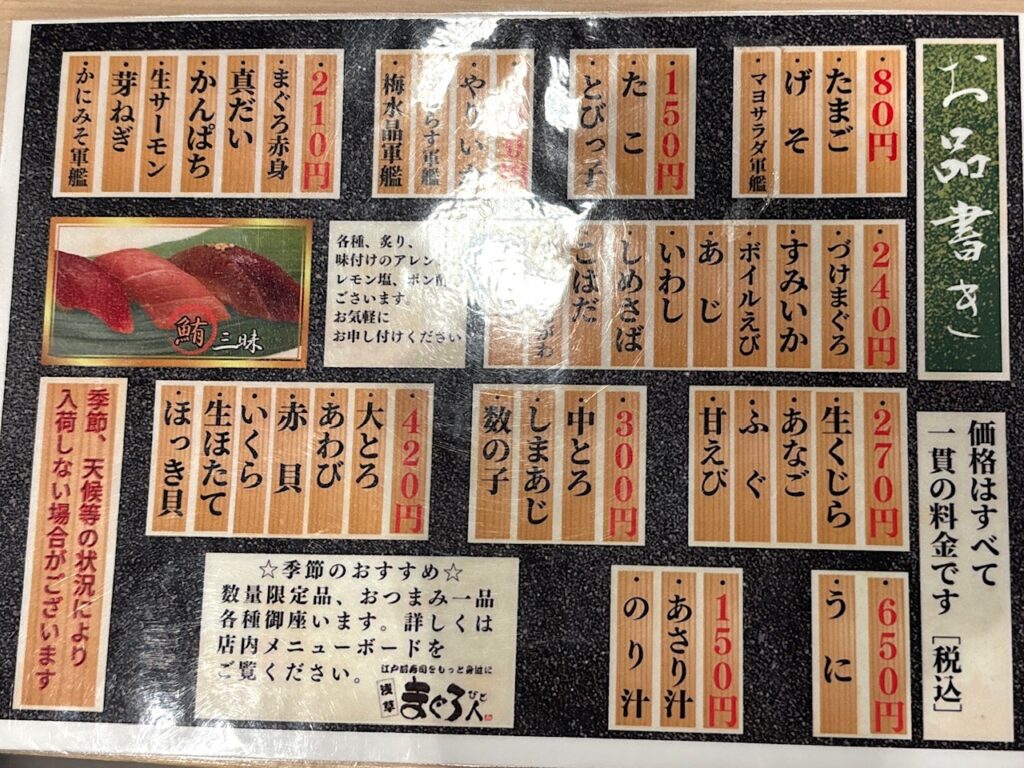 お品書き
価格はすべて
一貫の料金です［税込］
80円
・たまご
・げそ
・マヨサラダ軍艦
150円
・たこ
・とびっ子
円
・やりいか
らす軍艦
・梅水晶軍艦
210円
・まぐろ赤身
・真だい
・かんぱち
・生サーモン
・芽ねぎ
・かにみそ軍艦
240円
・づけまぐろ
・すみいか
・ボイルえび
・あじ
・いわし
・しめさば
こはだ
がわ
各種、炙り、
味付けのアレン
レモン塩、ポン酢
ございます。
お気軽に
お申し付けください
鮪三昧
270円
・生くじら
・あなご
・ふぐ
・甘えび
300円
・中とろ
・しまあじ
・数の子
420円
・大とろ
・あわび
・赤貝
・いくら
・生ほたて
・ほっき貝
季節、天候等の状況により
入荷しない場合がございます
650円
・うに
150円
・あさり汁
・のり汁
☆季節のおすすめ☆
数量限定品、おつまみ一品
各種御座います。詳しくは
店内メニューボードを
ご覧ください。
江戸前寿司をもっと身近に
浅草
まぐろ人
びと